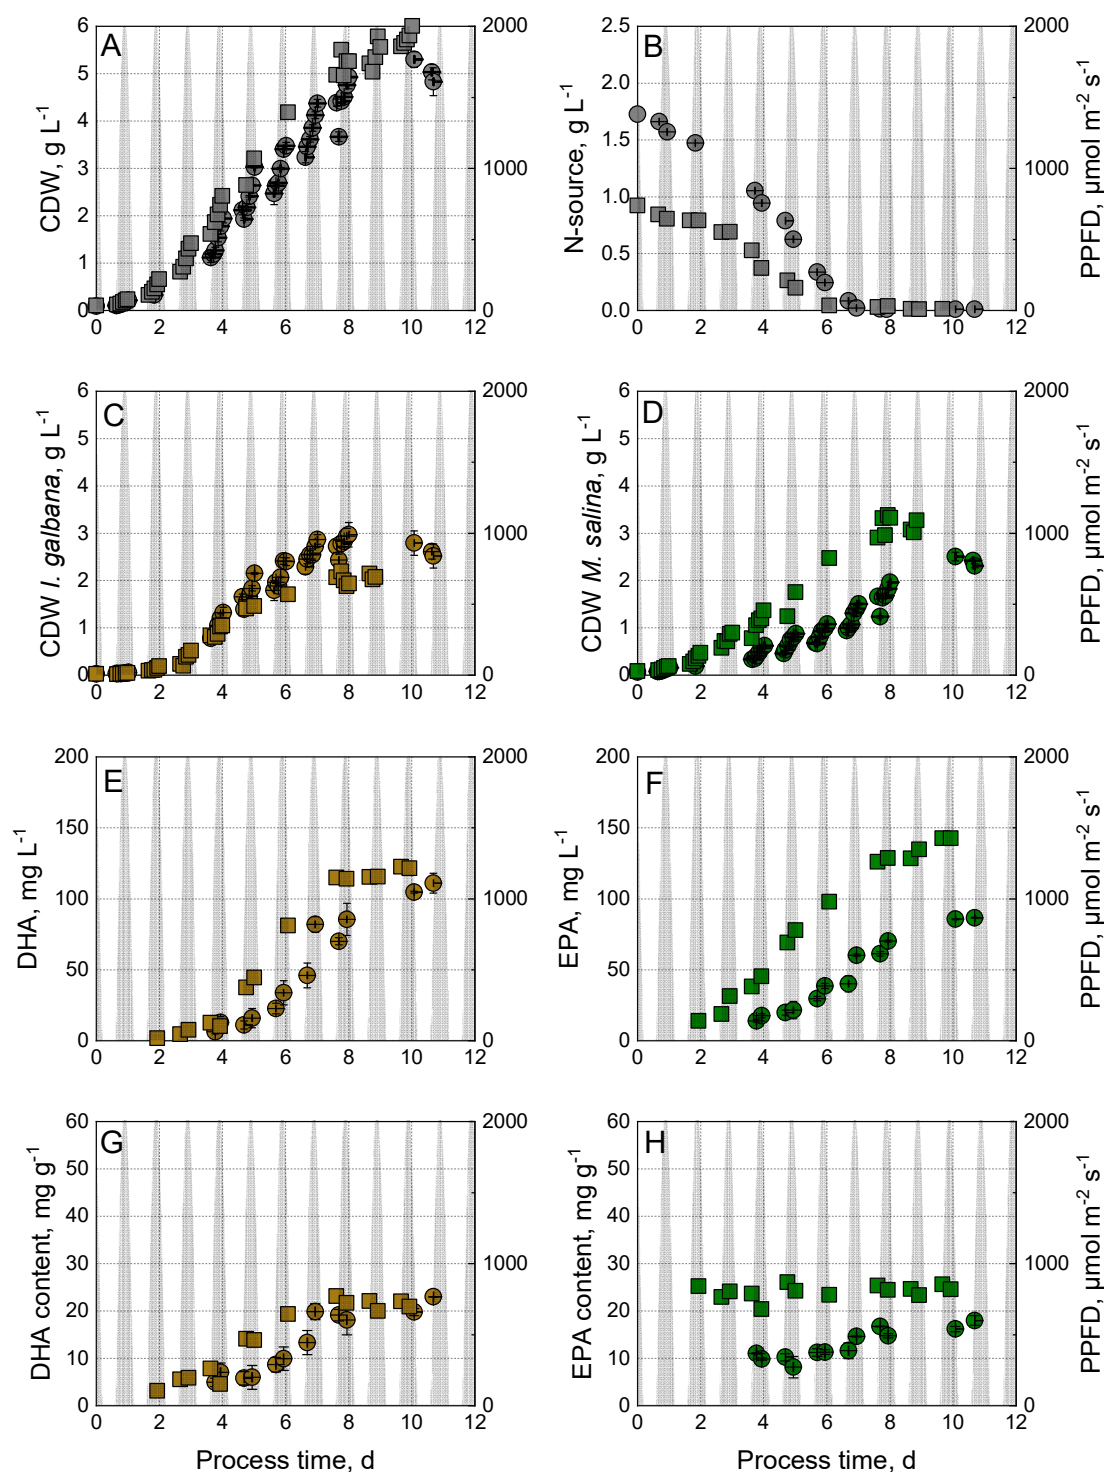 A
CDW, g L⁻¹
6
5
4
3
2
1
0
2000
1000
0
0 2 4 6 8 10 12
B
N-source, g L⁻¹
2.5
2.0
1.5
1.0
0.5
0.0
2000
1000
0
PPFD, µmol m⁻² s⁻¹
0 2 4 6 8 10 12
C
CDW I. galbana, g L⁻¹
6
5
4
3
2
1
0
2000
1000
0
0 2 4 6 8 10 12
D
CDW M. salina, g L⁻¹
6
5
4
3
2
1
0
2000
1000
0
PPFD, µmol m⁻² s⁻¹
0 2 4 6 8 10 12
E
DHA, mg L⁻¹
200
150
100
50
0
2000
1000
0
0 2 4 6 8 10 12
F
EPA, mg L⁻¹
200
150
100
50
0
2000
1000
0
PPFD, µmol m⁻² s⁻¹
0 2 4 6 8 10 12
G
DHA content, mg g⁻¹
60
50
40
30
20
10
0
2000
1000
0
0 2 4 6 8 10 12
Process time, d
H
EPA content, mg g⁻¹
60
50
40
30
20
10
0
2000
1000
0
PPFD, µmol m⁻² s⁻¹
0 2 4 6 8 10 12
Process time, d